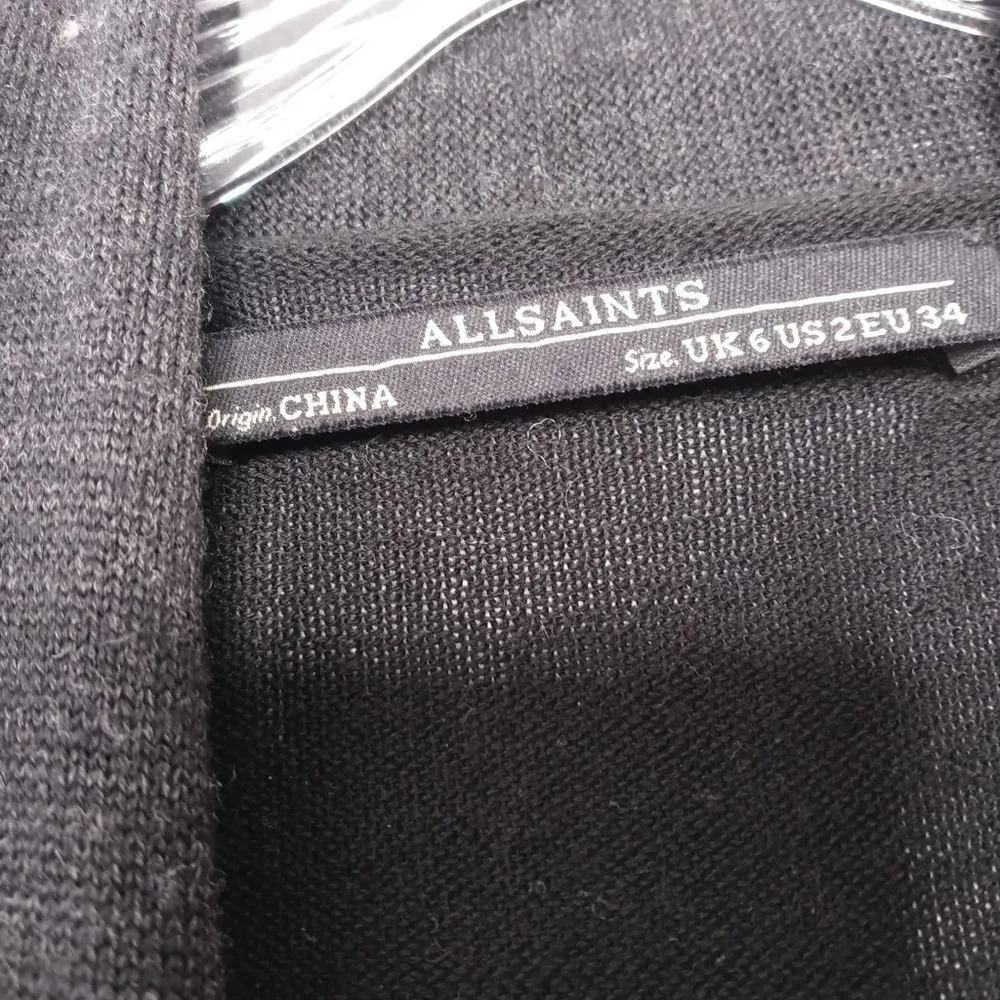 ALLSAINTS
Size. UK 6 US 2 EU 34
Origin. CHINA